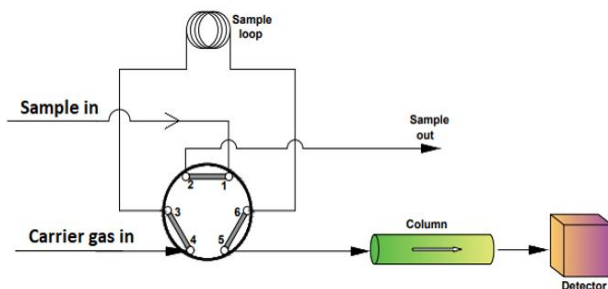 Sample
loop
Sample in
Sample
out
2 1
3 6
4 5
Carrier gas in
Column
Detector